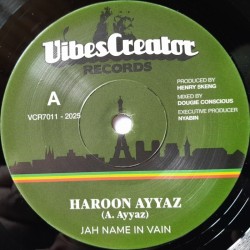 VibesCreator
RECORDS
A
VCR7011 - 2025
PRODUCED BY
HENRY SKENG
MIXED BY
DOUGIE CONSCIOUS
EXECUTIVE PRODUCER
NYABIN
HAROON AYYAZ
(A. Ayyaz)
JAH NAME IN VAIN